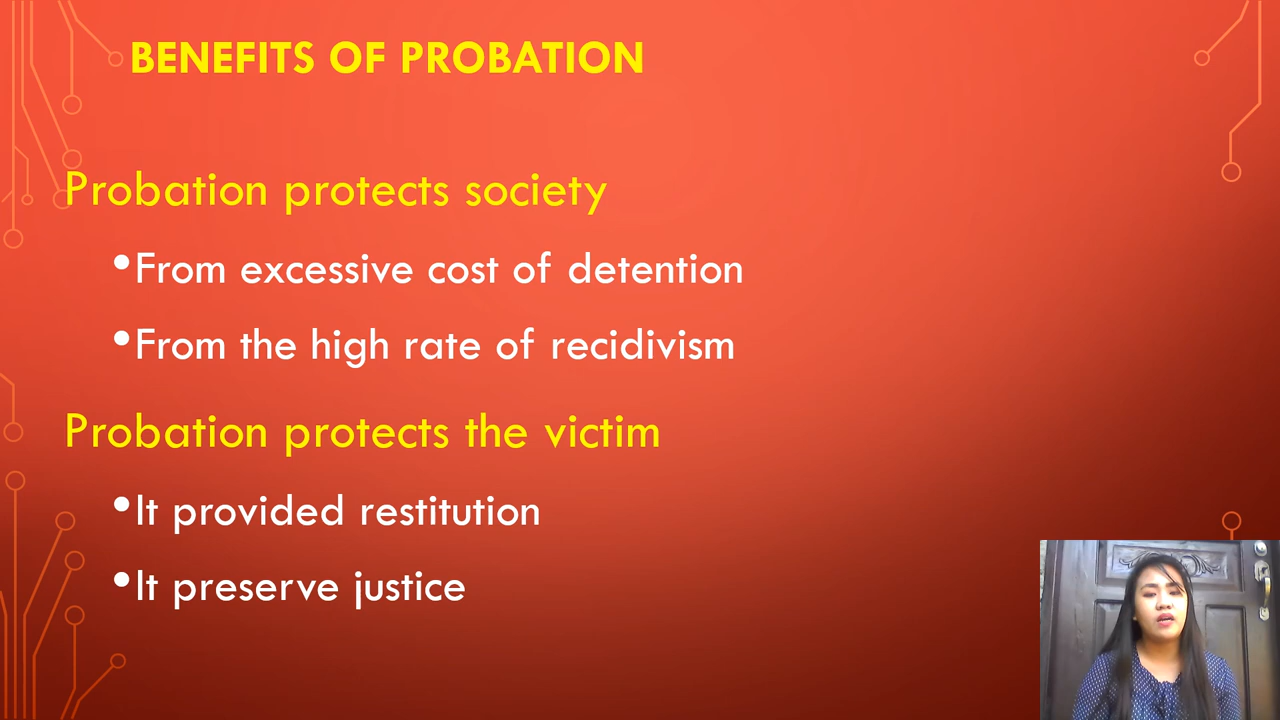 BENEFITS OF PROBATION
Probation protects society
•From excessive cost of detention
•From the high rate of recidivism
Probation protects the victim
•It provided restitution
•It preserve justice